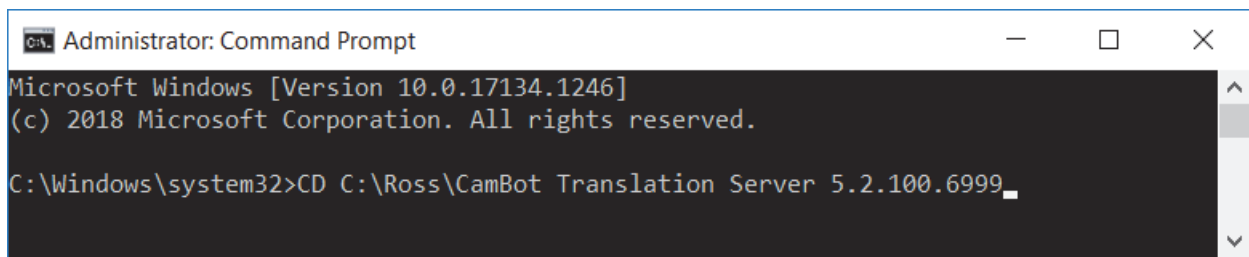 Administrator: Command Prompt
Microsoft Windows [Version 10.0.17134.1246]
(c) 2018 Microsoft Corporation. All rights reserved.
C:\Windows\system32>CD C:\Ross\CamBot Translation Server 5.2.100.6999